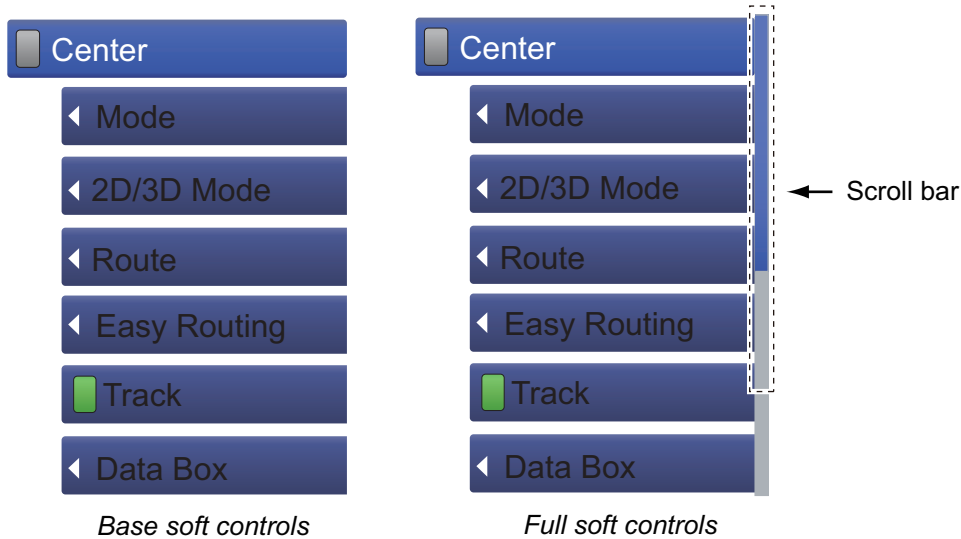 Center
Mode
2D/3D Mode
Route
Easy Routing
Track
Data Box
Base soft controls
Center
Mode
2D/3D Mode
Route
Easy Routing
Track
Data Box
Full soft controls
Scroll bar